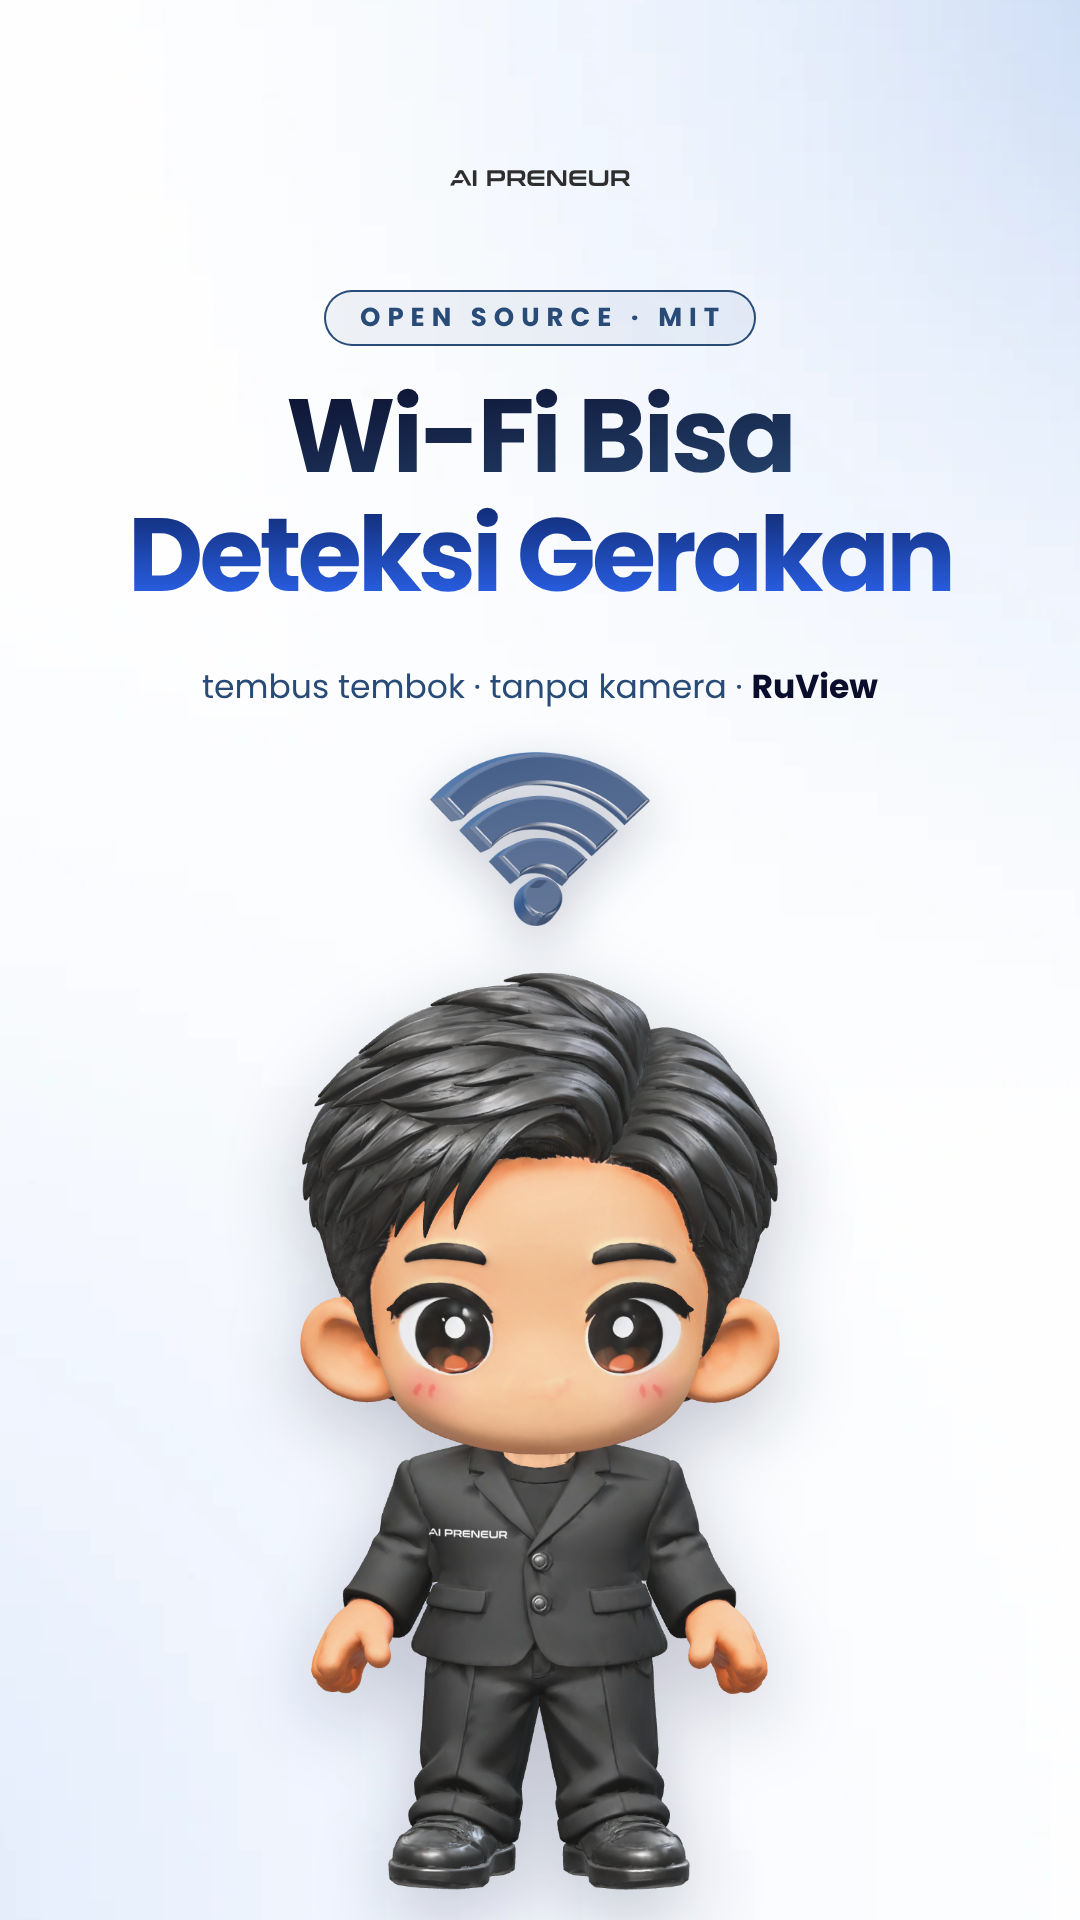 AI PRENEUR
OPEN SOURCE · MIT
Wi-Fi Bisa
Deteksi Gerakan
tembus tembok · tanpa kamera · RuView
AI PRENEUR